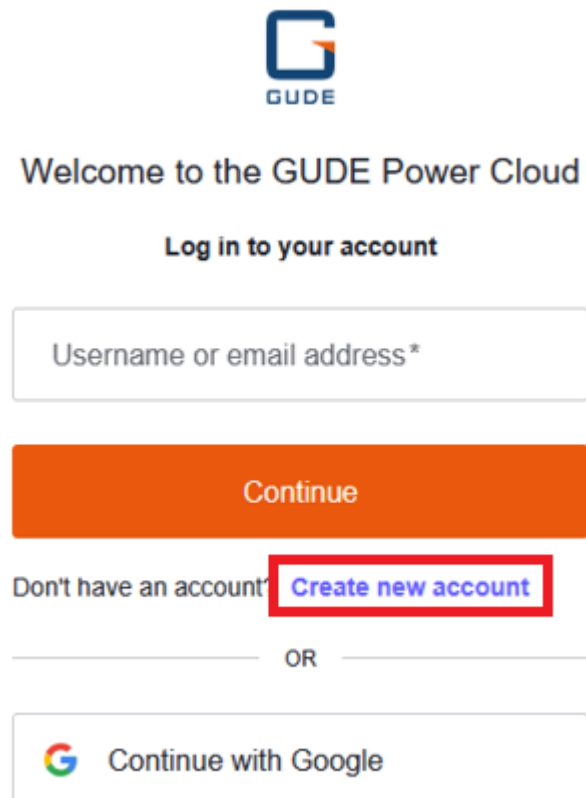 GUDE
Welcome to the GUDE Power Cloud
Log in to your account
Username or email address*
Continue
Don't have an account? Create new account
OR
Continue with Google